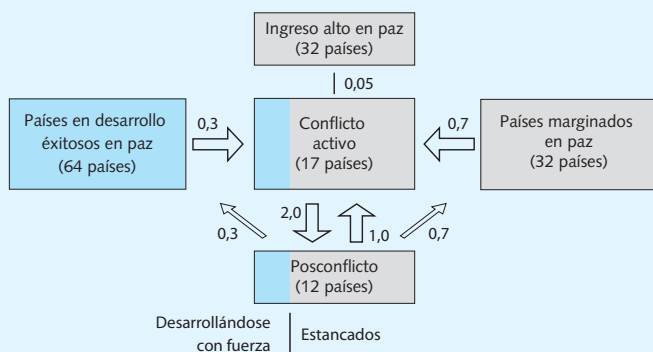 Ingreso alto en paz
(32 países)
0,05
Países en desarrollo
éxitosos en paz
(64 países)
0,3
Conflicto
activo
(17 países)
0,7
Países marginados
en paz
(32 países)
2,0
1,0
0,3
0,7
Posconflicto
(12 países)
Desarrollándose
con fuerza
Estancados